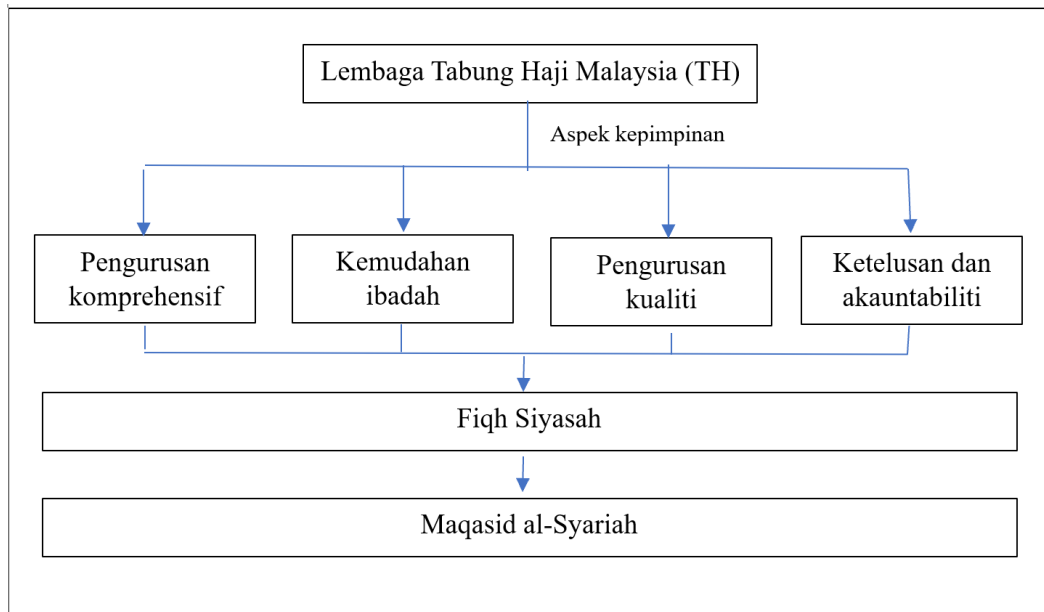 Lembaga Tabung Haji Malaysia (TH)
Aspek kepimpinan
Pengurusan
komprehensif
Kemudahan
ibadah
Pengurusan
kualiti
Ketelusan dan
akauntabiliti
Fiqh Siyasah
Maqasid al-Syariah